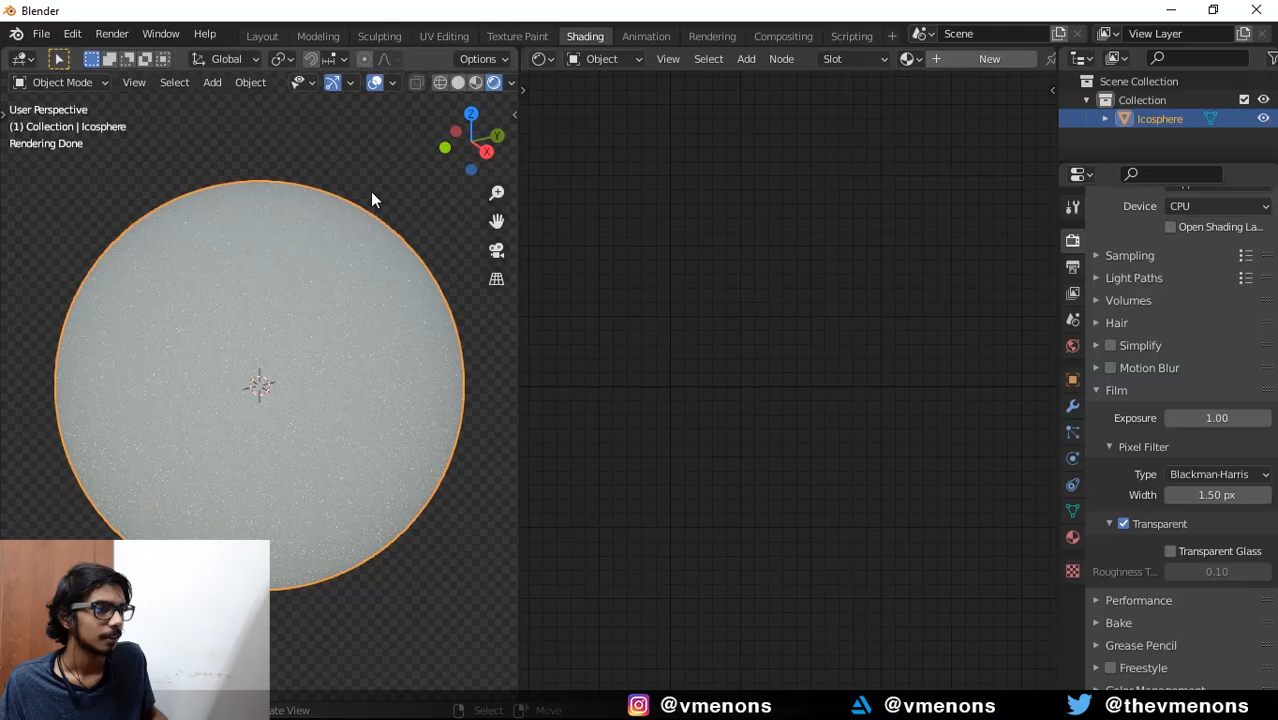 Blender
File Edit Render Window Help Layout Modeling Sculpting UV Editing Texture Paint Shading Animation Rendering Compositing Scripting Scene View Layer
Global Options Object View Select Add Node Slot New
Object Mode View Select Add Object
User Perspective
(1) Collection | Icosphere
Rendering Done
Z
Y
X
Scene Collection
Collection
Icosphere
Device CPU
Open Shading La...
Sampling
Light Paths
Volumes
Hair
Simplify
Motion Blur
Film
Exposure 1.00
Pixel Filter
Type Blackman-Harris
Width 1.50 px
Transparent
Transparent Glass
Roughness T... 0.10
Performance
Bake
Grease Pencil
Freestyle
ate View Select Move
@vmenons @vmenons @thevmenons